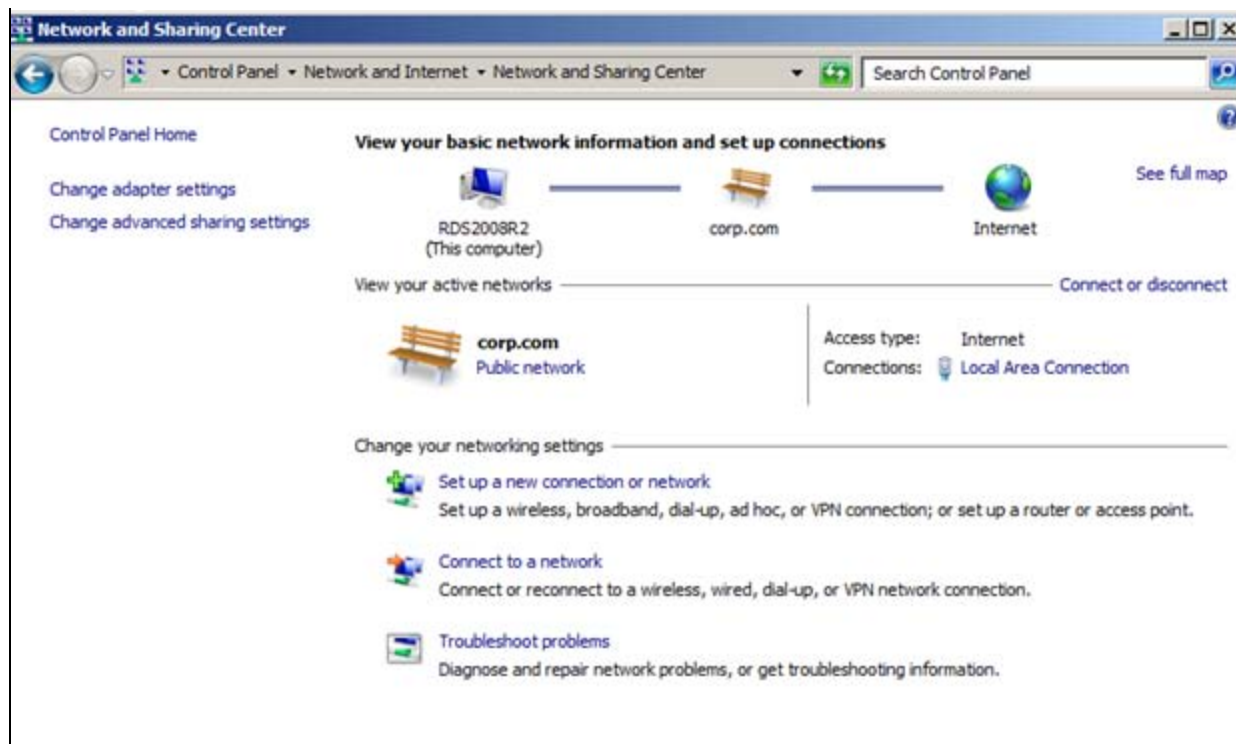 Network and Sharing Center
Control Panel Network and Internet Network and Sharing Center Search Control Panel
Control Panel Home
Change adapter settings
Change advanced sharing settings
View your basic network information and set up connections
See full map
RDS2008R2
(This computer)
corp.com
Internet
View your active networks Connect or disconnect
corp.com
Public network
Access type: Internet
Connections: Local Area Connection
Change your networking settings
Set up a new connection or network
Set up a wireless, broadband, dial-up, ad hoc, or VPN connection; or set up a router or access point.
Connect to a network
Connect or reconnect to a wireless, wired, dial-up, or VPN network connection.
Troubleshoot problems
Diagnose and repair network problems, or get troubleshooting information.